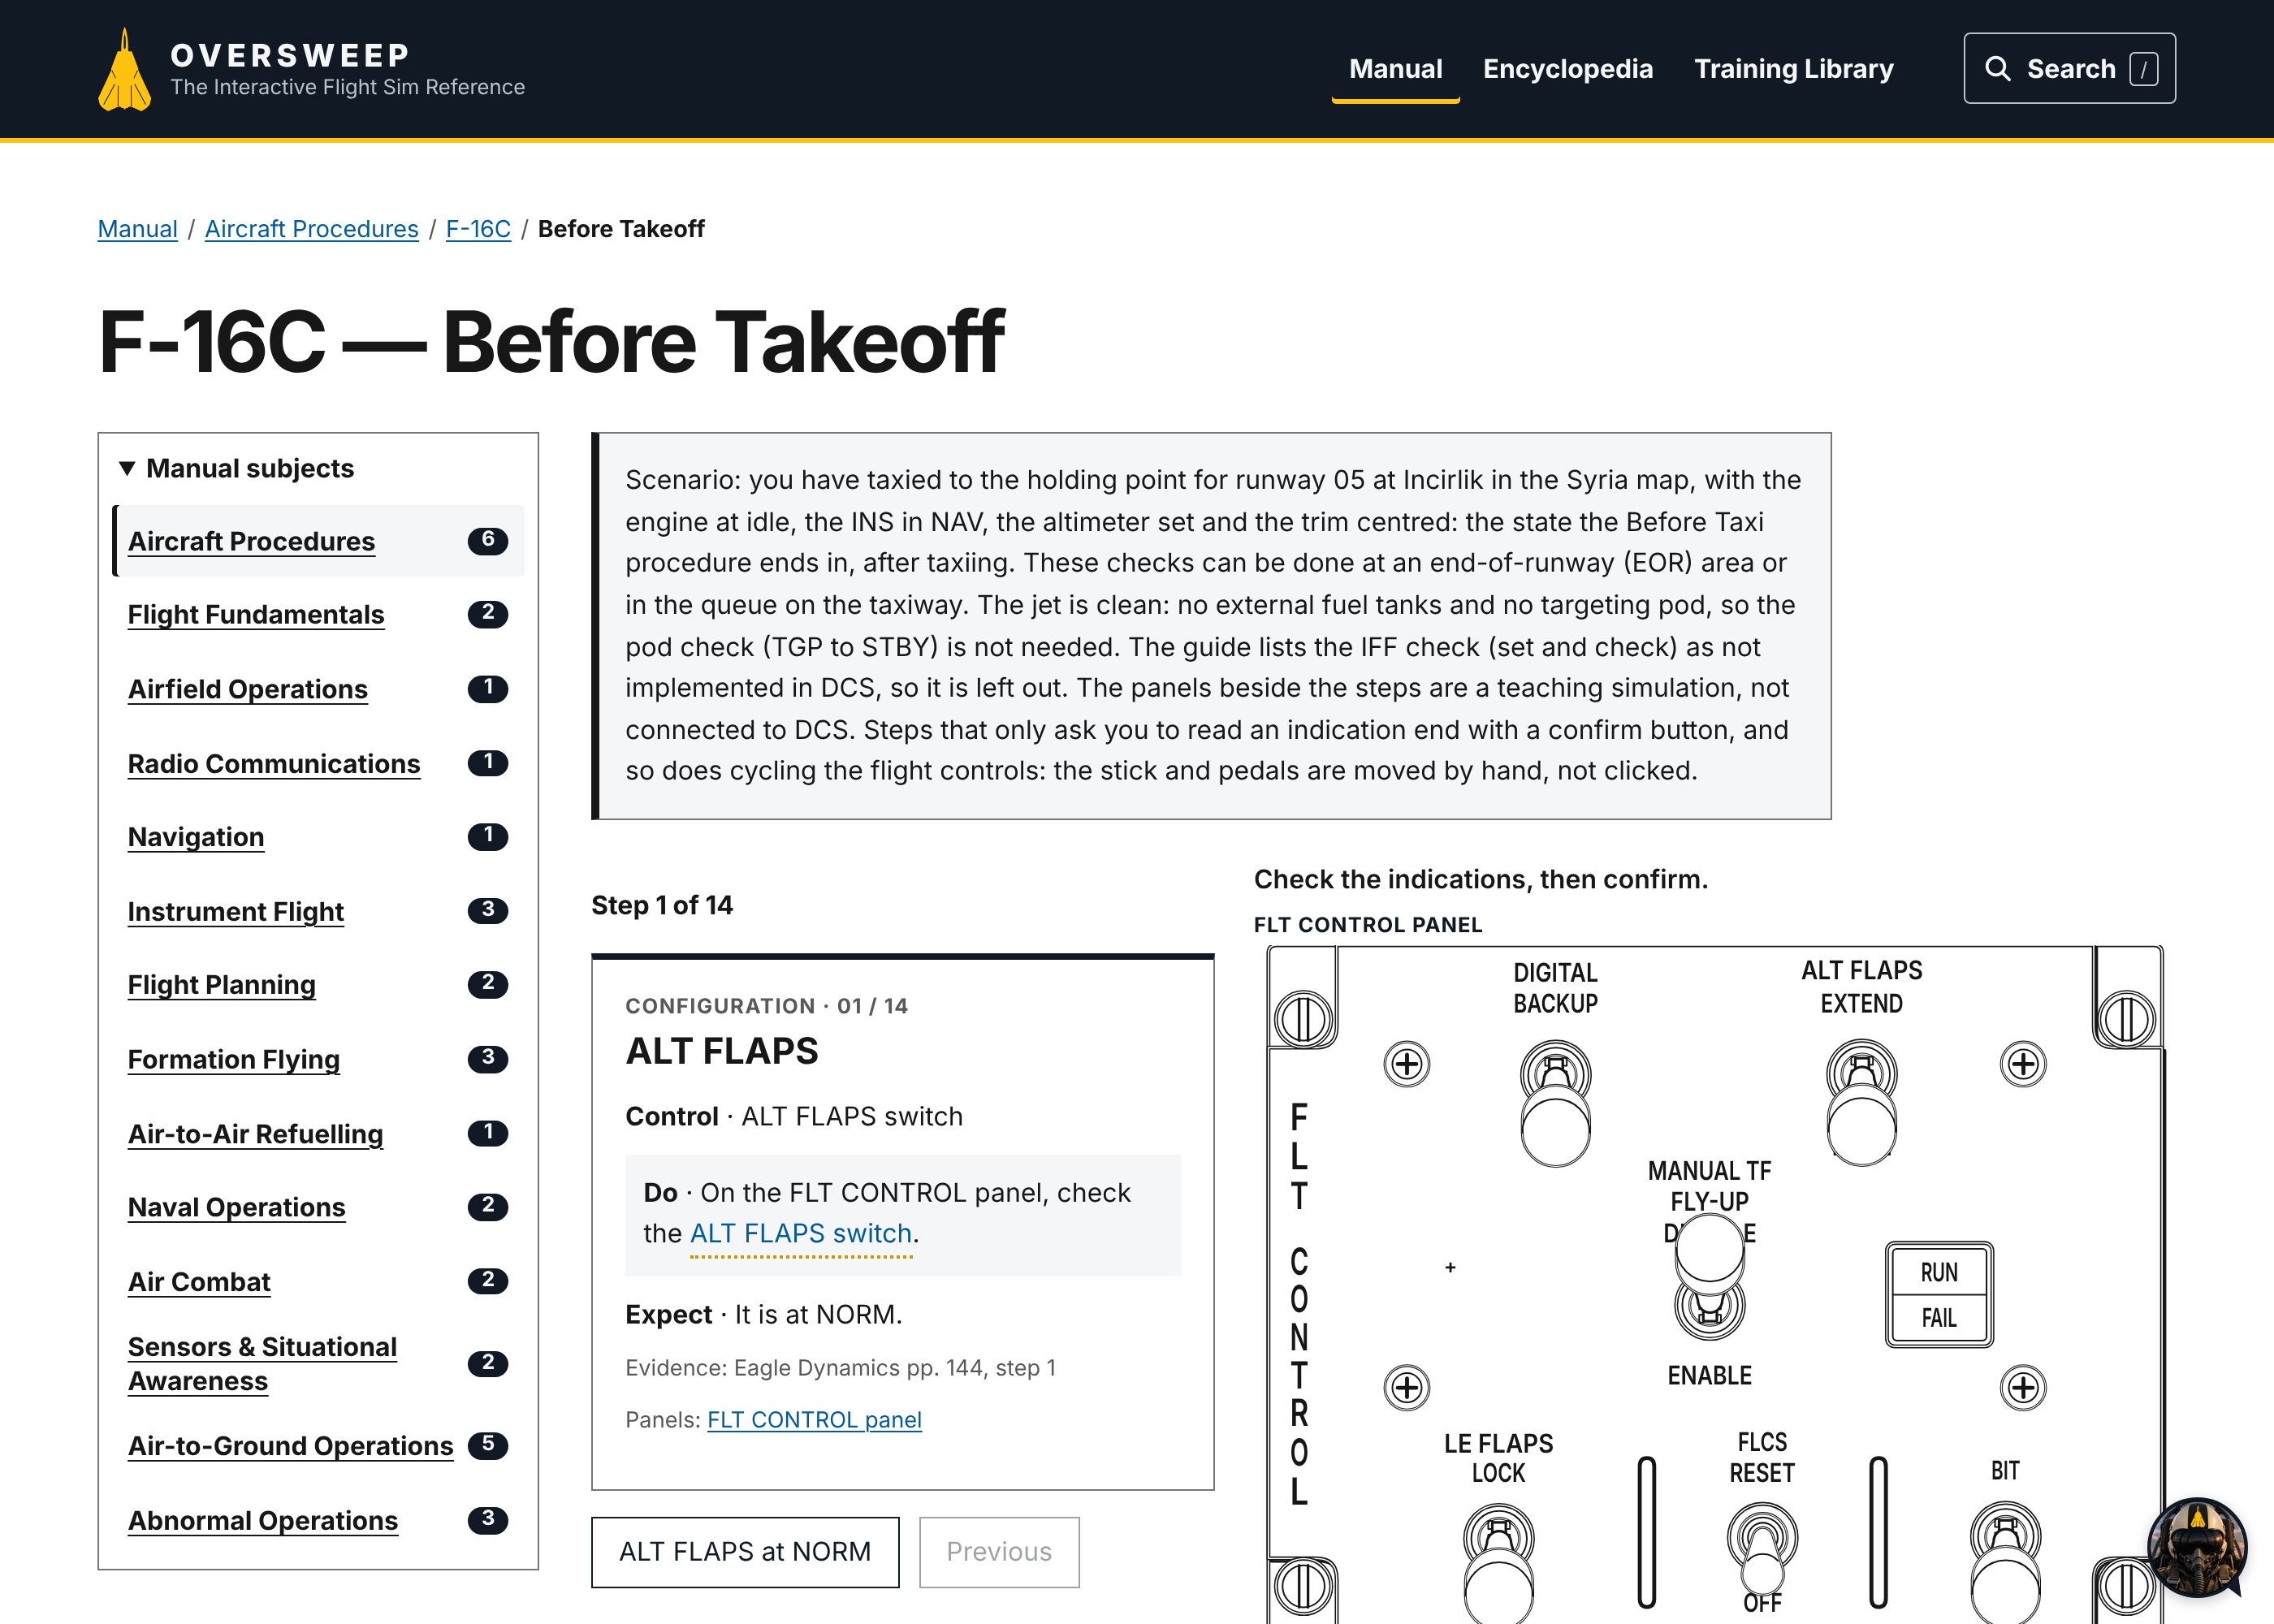 OVERSWEEP
The Interactive Flight Sim Reference
Manual
Encyclopedia
Training Library
Search /
Manual / Aircraft Procedures / F-16C / Before Takeoff
F-16C — Before Takeoff
▼ Manual subjects
Aircraft Procedures 6
Flight Fundamentals 2
Airfield Operations 1
Radio Communications 1
Navigation 1
Instrument Flight 3
Flight Planning 2
Formation Flying 3
Air-to-Air Refuelling 1
Naval Operations 2
Air Combat 2
Sensors & Situational
Awareness 2
Air-to-Ground Operations 5
Abnormal Operations 3
Scenario: you have taxied to the holding point for runway 05 at Incirlik in the Syria map, with the
engine at idle, the INS in NAV, the altimeter set and the trim centred: the state the Before Taxi
procedure ends in, after taxiing. These checks can be done at an end-of-runway (EOR) area or
in the queue on the taxiway. The jet is clean: no external fuel tanks and no targeting pod, so the
pod check (TGP to STBY) is not needed. The guide lists the IFF check (set and check) as not
implemented in DCS, so it is left out. The panels beside the steps are a teaching simulation, not
connected to DCS. Steps that only ask you to read an indication end with a confirm button, and
so does cycling the flight controls: the stick and pedals are moved by hand, not clicked.
Step 1 of 14
CONFIGURATION · 01 / 14
ALT FLAPS
Control · ALT FLAPS switch
Do · On the FLT CONTROL panel, check
the ALT FLAPS switch.
Expect · It is at NORM.
Evidence: Eagle Dynamics pp. 144, step 1
Panels: FLT CONTROL panel
ALT FLAPS at NORM
Previous
Check the indications, then confirm.
FLT CONTROL PANEL
DIGITAL
BACKUP
ALT FLAPS
EXTEND
FLT CONTROL
MANUAL TF
FLY-UP
RUN
FAIL
ENABLE
LE FLAPS
LOCK
FLCS
RESET
OFF
BIT